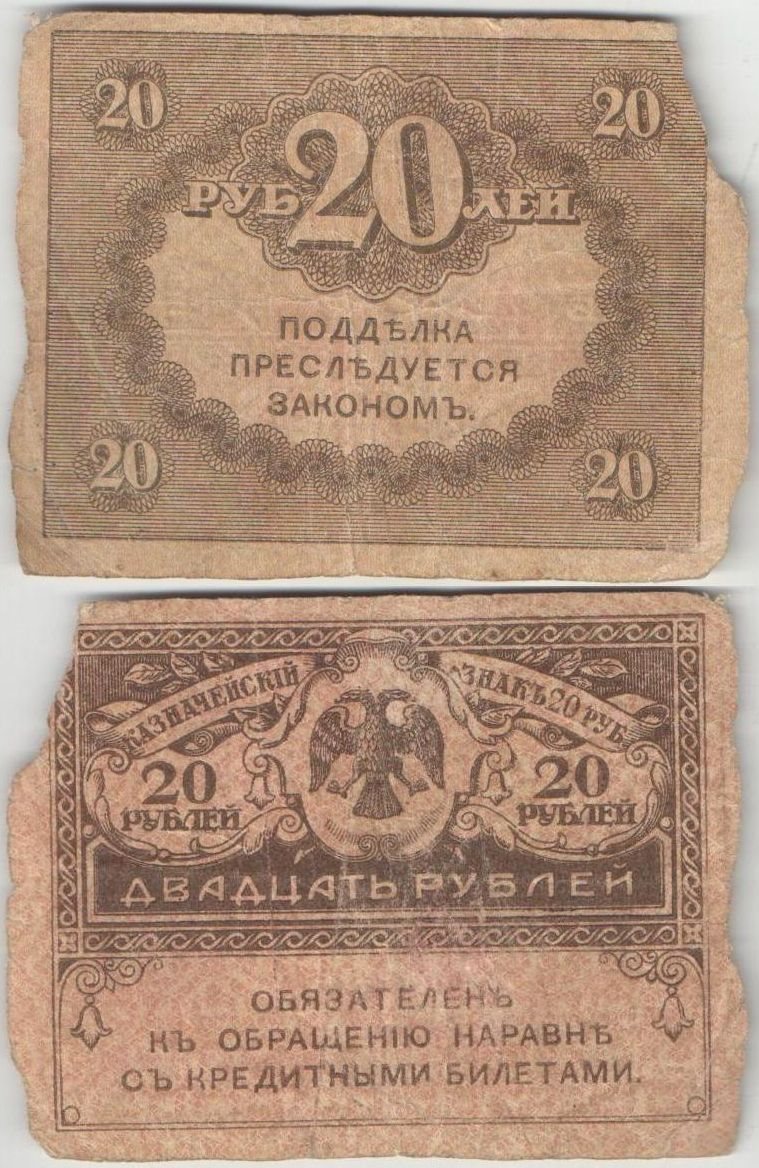 20 20
РУБ 20 ЛЕЙ
ПОДДѢЛКА
ПРЕСЛѢДУЕТСЯ
ЗАКОНОМЪ.
20 20
КАЗНАЧЕЙСКІЙ ЗНАКЪ 20 РУБ
20 20
РУБЛЕЙ РУБЛЕЙ
ДВАДЦАТЬ РУБЛЕЙ
ОБЯЗАТЕЛЕНЪ
КЪ ОБРАЩЕНІЮ НАРАВНѢ
СЪ КРЕДИТНЫМИ БИЛЕТАМИ.